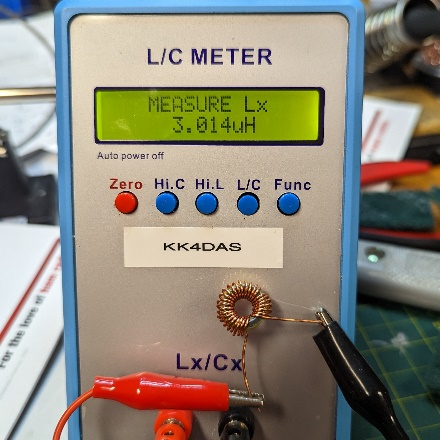 L/C METER
MEASURE Lx
3.014uH
Auto power off
Zero Hi.C Hi.L L/C Func
KK4DAS
Lx/Cx
For the love of